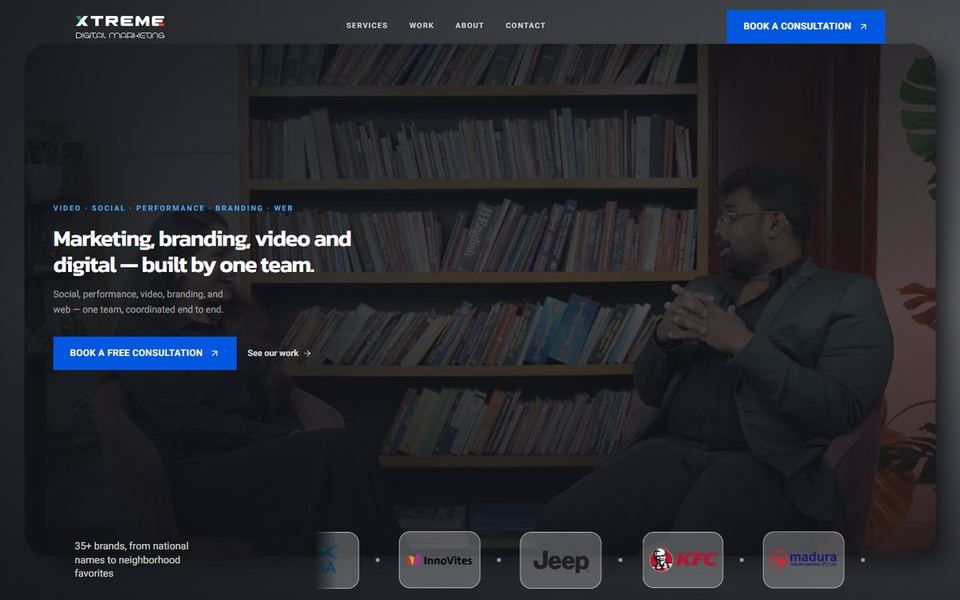 XTREME
DIGITAL MARKETING
SERVICES
WORK
ABOUT
CONTACT
BOOK A CONSULTATION
VIDEO · SOCIAL · PERFORMANCE · BRANDING · WEB
Marketing, branding, video and
digital — built by one team.
Social, performance, video, branding, and
web — one team, coordinated end to end.
BOOK A FREE CONSULTATION
See our work
35+ brands, from national
names to neighborhood
favorites
InnoVites
Jeep
KFC
madura